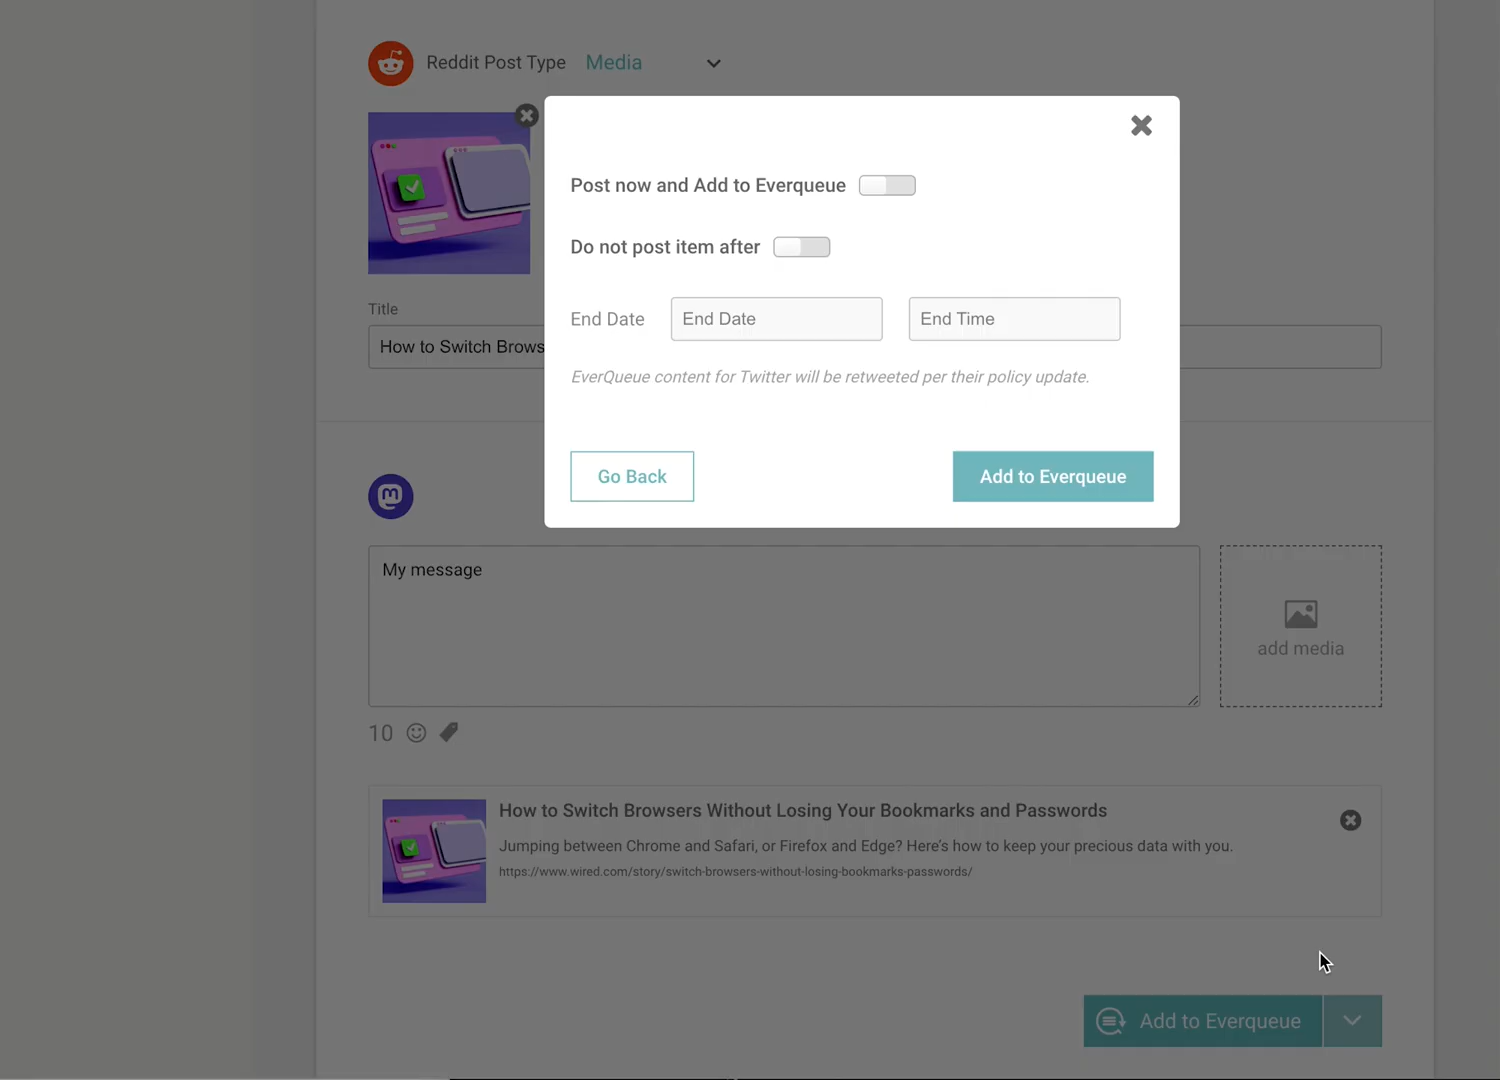 Reddit Post Type Media
Post now and Add to Everqueue
Do not post item after
Title
End Date End Date End Time
How to Switch Brows
EverQueue content for Twitter will be retweeted per their policy update.
Go Back Add to Everqueue
My message
add media
10
How to Switch Browsers Without Losing Your Bookmarks and Passwords
Jumping between Chrome and Safari, or Firefox and Edge? Here's how to keep your precious data with you.
https://www.wired.com/story/switch-browsers-without-losing-bookmarks-passwords/
Add to Everqueue